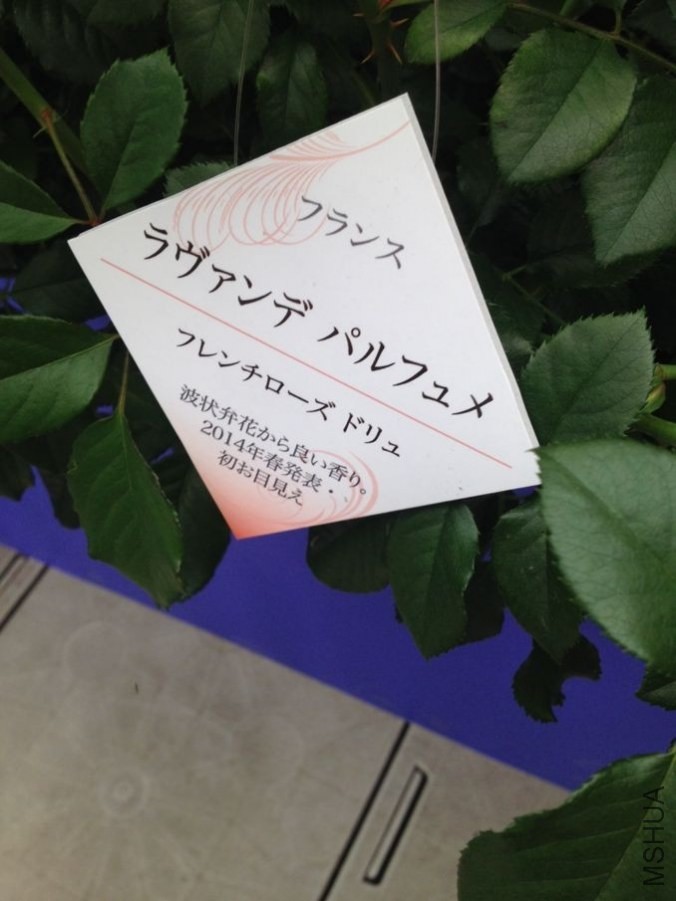 フランス
ラヴァンデ パルフュメ
フレンチローズ ドリュ
波状弁花から良い香り。
2014年春発表・、
初お目見え
MSHUA